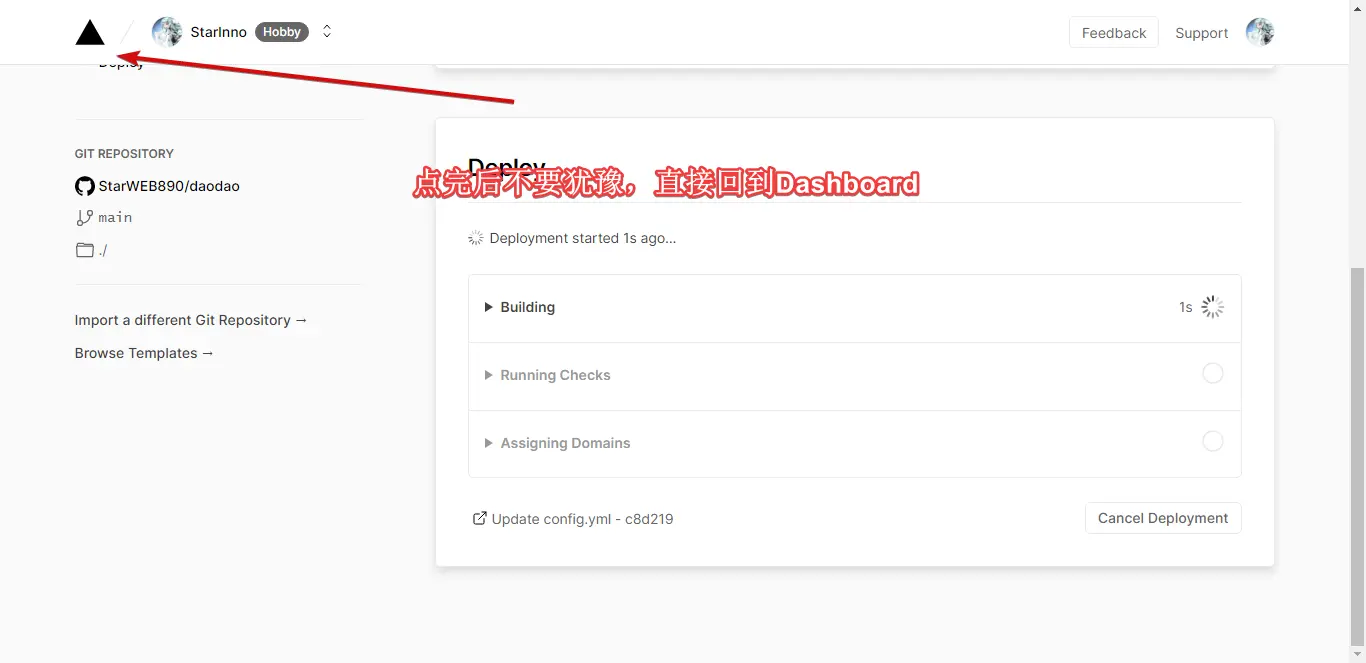 StarInno Hobby
Feedback
Support
Deploy
GIT REPOSITORY
StarWEB890/daodao
main
./
Import a different Git Repository →
Browse Templates →
Deploy
点完后不要犹豫，直接回到Dashboard
Deployment started 1s ago...
Building 1s
Running Checks
Assigning Domains
Update config.yml - c8d219
Cancel Deployment